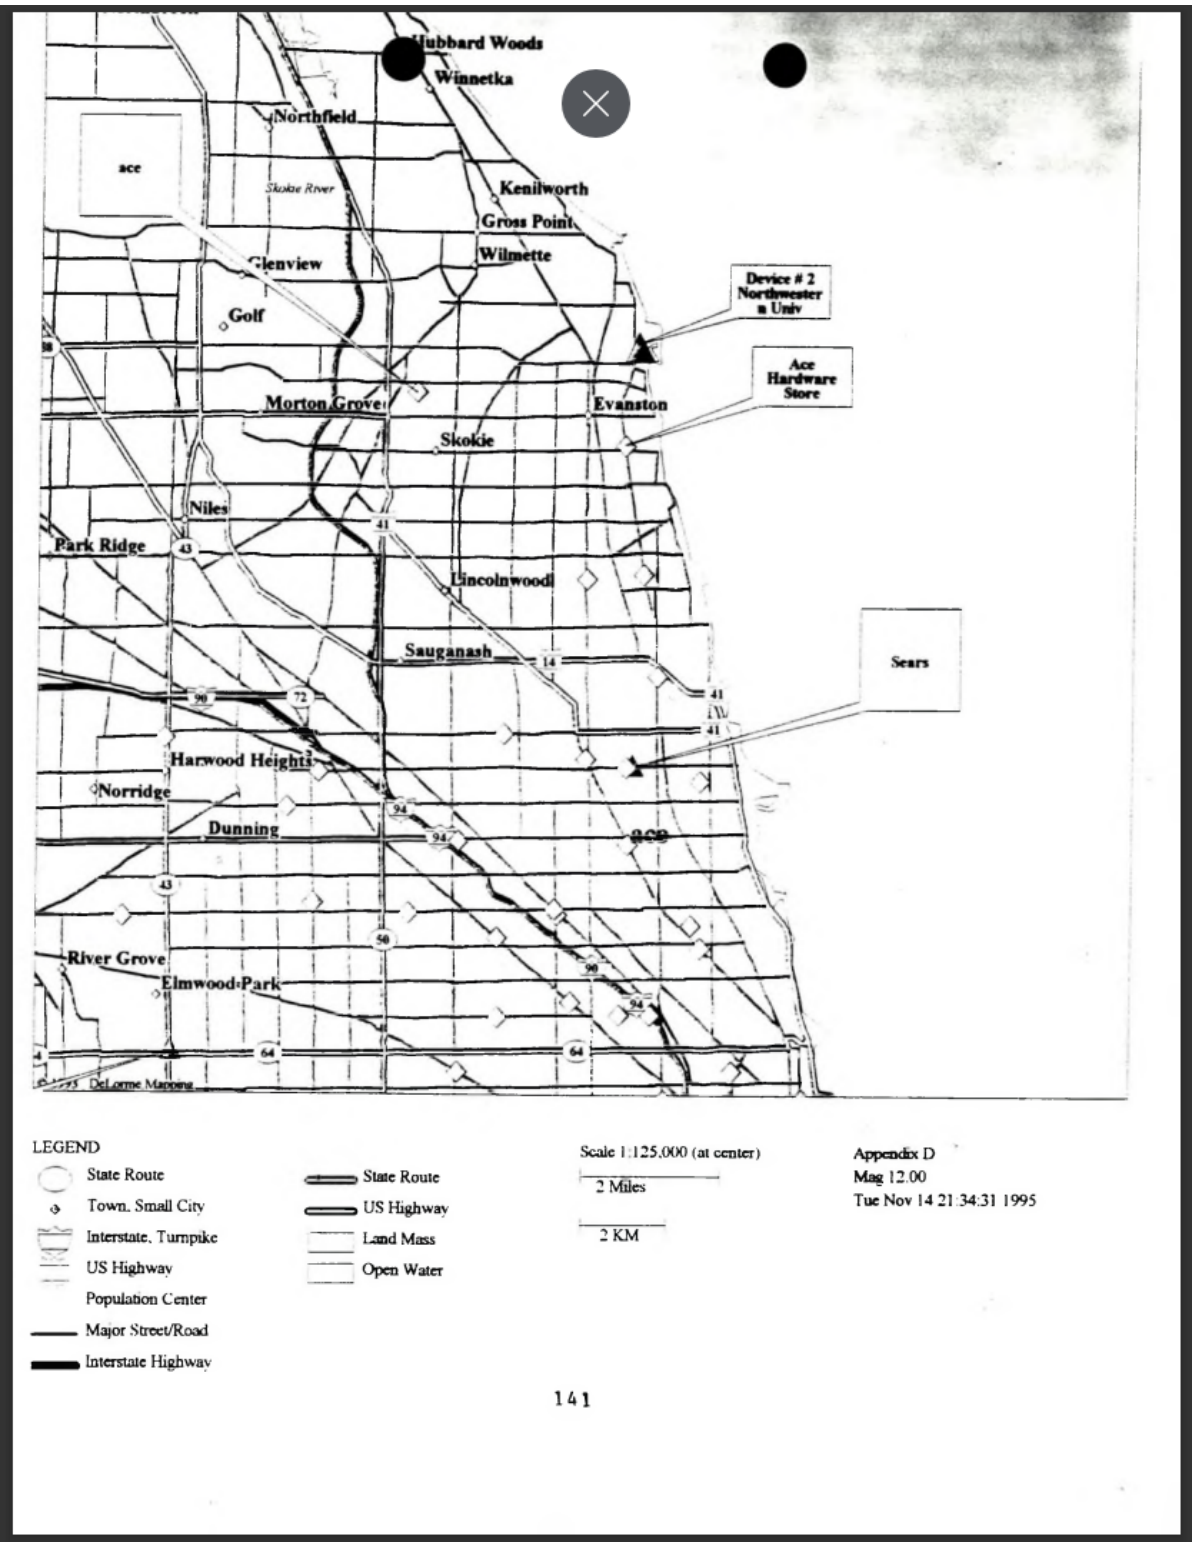 Hubbard Woods
Winnetka
Northfield
ace
Skokie River
Kenilworth
Gross Point
Wilmette
Glenview
Device # 2
Northwester
n Univ
Golf
Ace
Hardware
Store
Morton Grove
Evanston
Skokie
Niles
41
Park Ridge
43
Lincolnwood
Sauganash
14
Sears
90
72
41
41
Harwood Heights
Norridge
94
Dunning
94
ace
43
50
River Grove
90
Elmwood Park
94
64
64
DeLorme Mapping
LEGEND
State Route
Town, Small City
Interstate, Turnpike
US Highway
Population Center
Major Street/Road
Interstate Highway
State Route
US Highway
Land Mass
Open Water
Scale 1:125,000 (at center)
2 Miles
2 KM
Appendix D
Mag 12.00
Tue Nov 14 21:34:31 1995
141